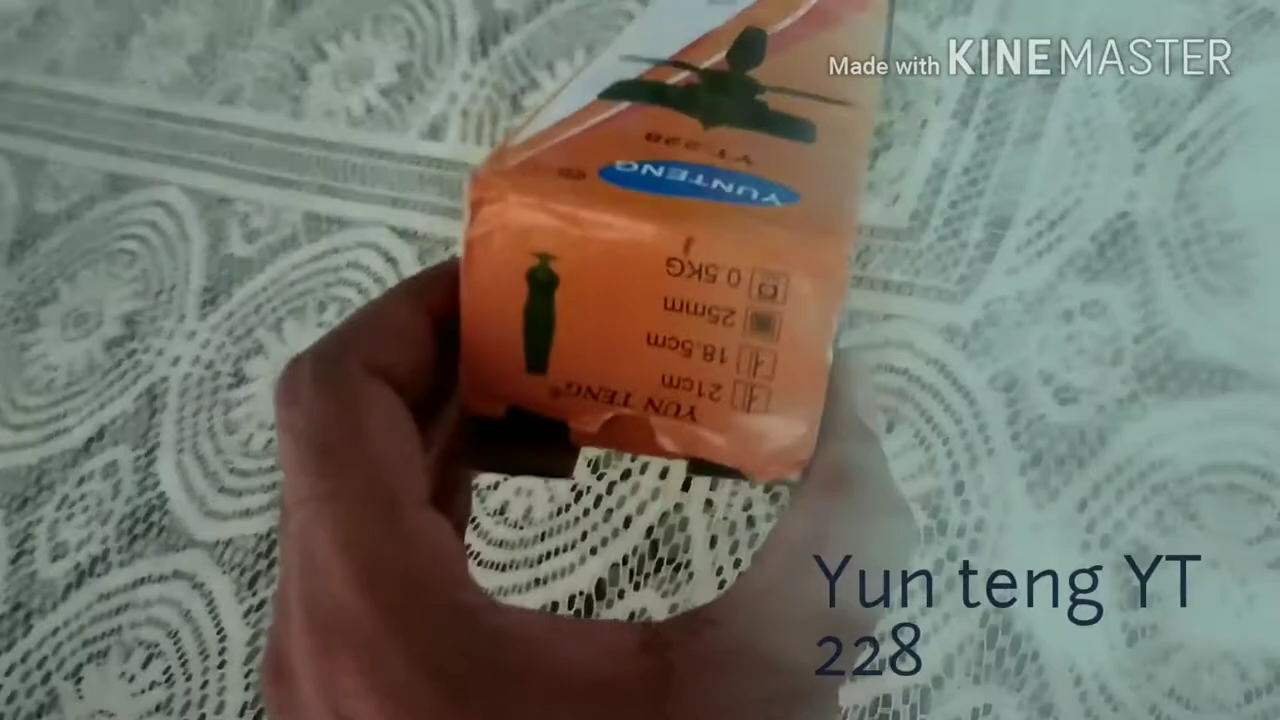 Made with KINEMASTER
YT-228
YUNTENG
0.5KG
25mm
18.5cm
21cm
YUN TENG®
Yun teng YT
228